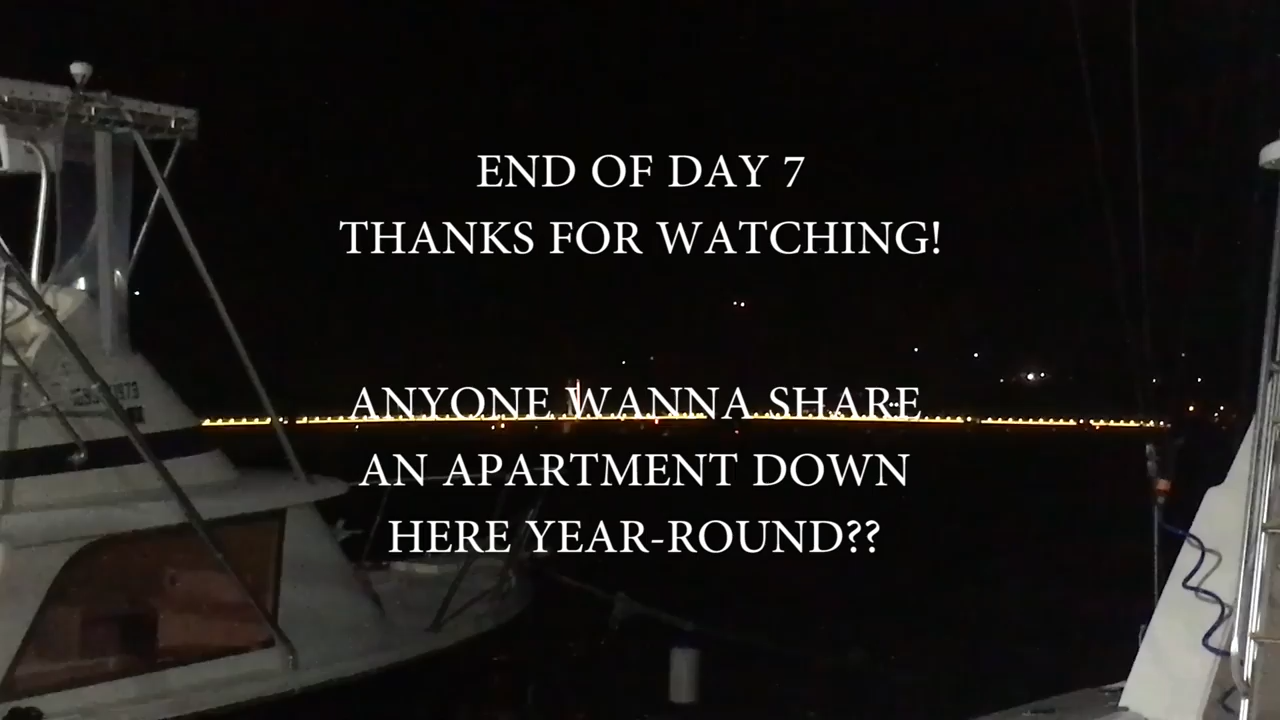 END OF DAY 7
THANKS FOR WATCHING!
ANYONE WANNA SHARE
AN APARTMENT DOWN
HERE YEAR-ROUND??